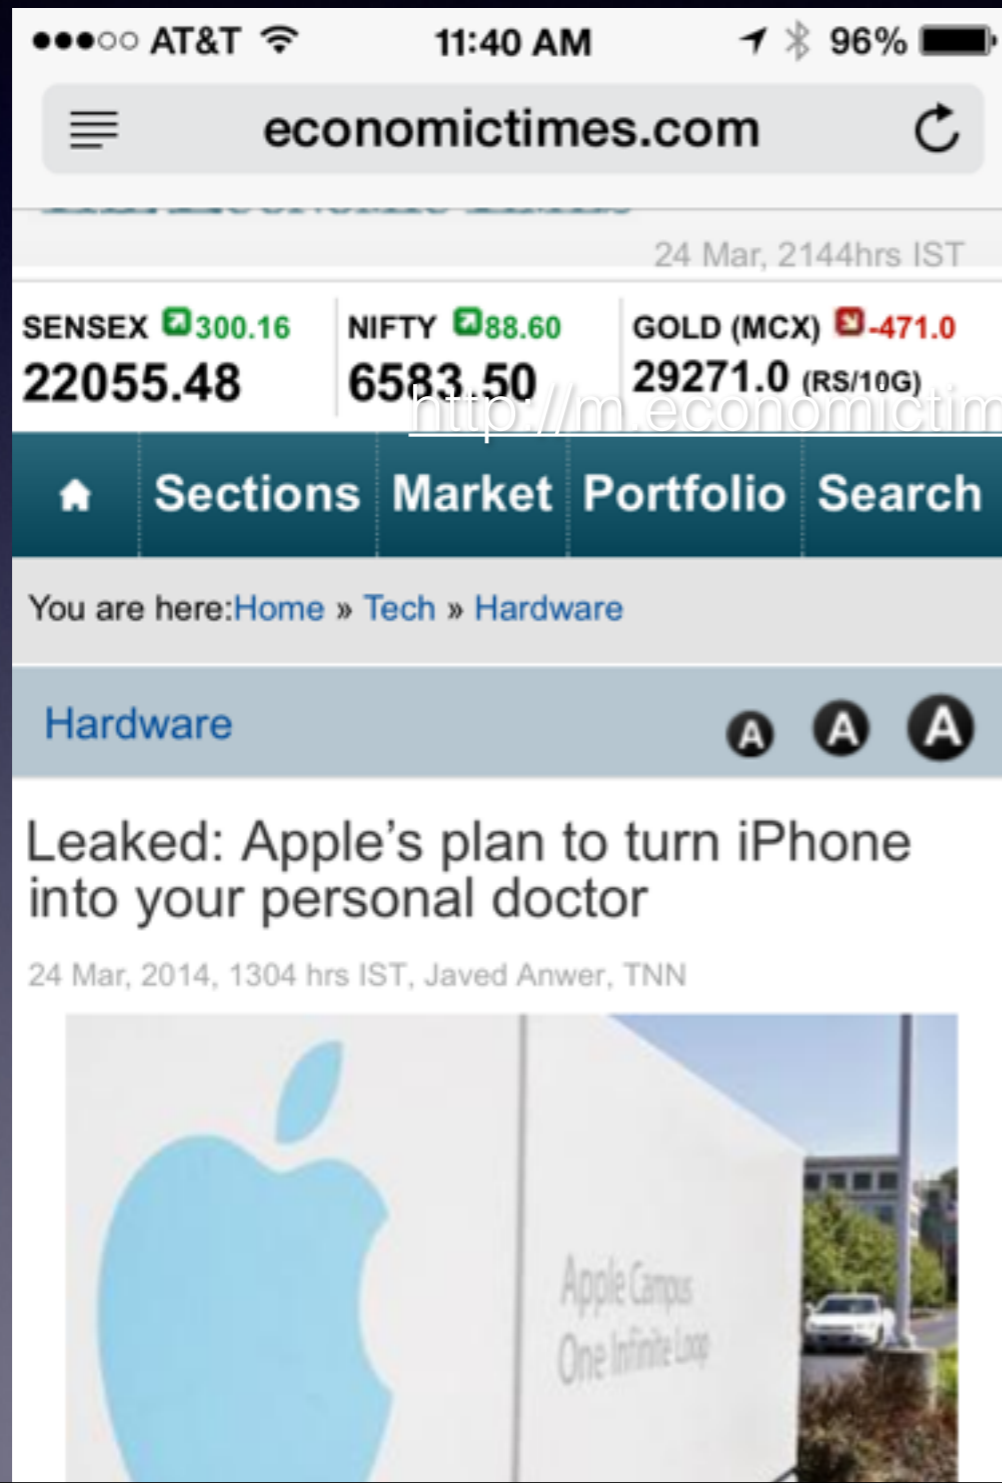 AT&T 11:40 AM 96%
economictimes.com
24 Mar, 2144hrs IST
SENSEX 300.16 NIFTY 88.60 GOLD (MCX) -471.0
22055.48 6583.50 29271.0 (RS/10G)
http://m.economictim
Sections Market Portfolio Search
You are here:Home » Tech » Hardware
Hardware A A A
Leaked: Apple’s plan to turn iPhone
into your personal doctor
24 Mar, 2014, 1304 hrs IST, Javed Anwer, TNN
Apple Campus
One Infinite Loop